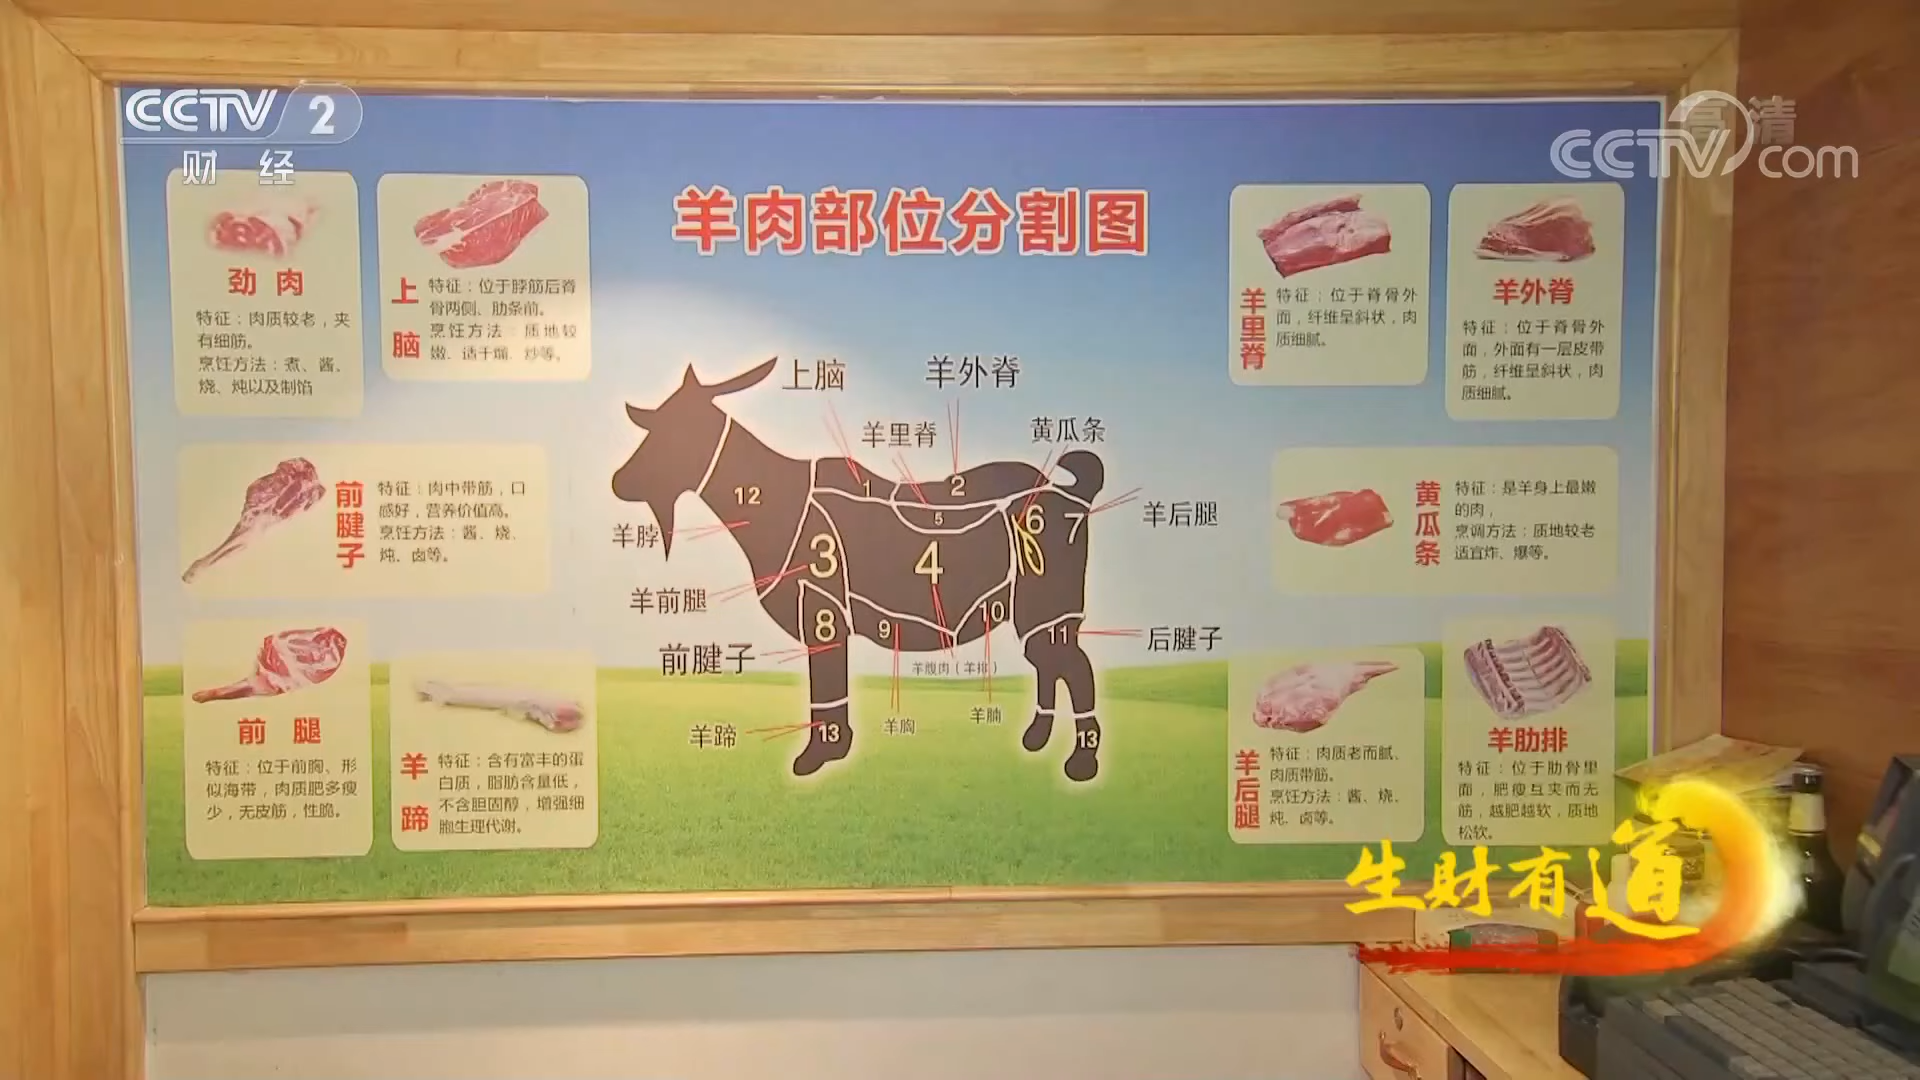 CCTV 2
财 经
高清
CCTV com
羊肉部位分割图
劲 肉
特征：肉质较老，夹
有细筋。
烹饪方法：煮、酱、
烧、炖以及制馅
上脑
特征：位于脖筋后脊
骨两侧、肋条前。
烹饪方法：质地较
嫩、适于熘、炒等。
羊里脊
特征：位于脊骨外
面，纤维呈斜状，肉
质细腻。
羊外脊
特征：位于脊骨外
面，外面有一层皮带
筋，纤维呈斜状，肉
质细腻。
前腱子
特征：肉中带筋，口
感好，营养价值高。
烹饪方法：酱、烧、
炖、卤等。
黄瓜条
特征：是羊身上最嫩
的肉，
烹调方法：质地较老
适宜炸、爆等。
前 腿
特征：位于前胸、形
似海带，肉质肥多瘦
少，无皮筋，性脆。
羊蹄
特征：含有富丰的蛋
白质，脂肪含量低，
不含胆固醇，增强细
胞生理代谢。
羊后腿
特征：肉质老而腻、
肉质带筋。
烹饪方法：酱、烧、
炖、卤等。
羊肋排
特征：位于肋骨里
面，肥瘦互夹而无
筋，越肥越软，质地
松软。
上脑
羊外脊
羊里脊
黄瓜条
羊脖
羊后腿
羊前腿
前腱子
后腱子
羊腹肉（羊排）
羊蹄
羊胸
羊腩
1
2
12
5
6
7
3
4
8
9
10
11
13
13
生财有道